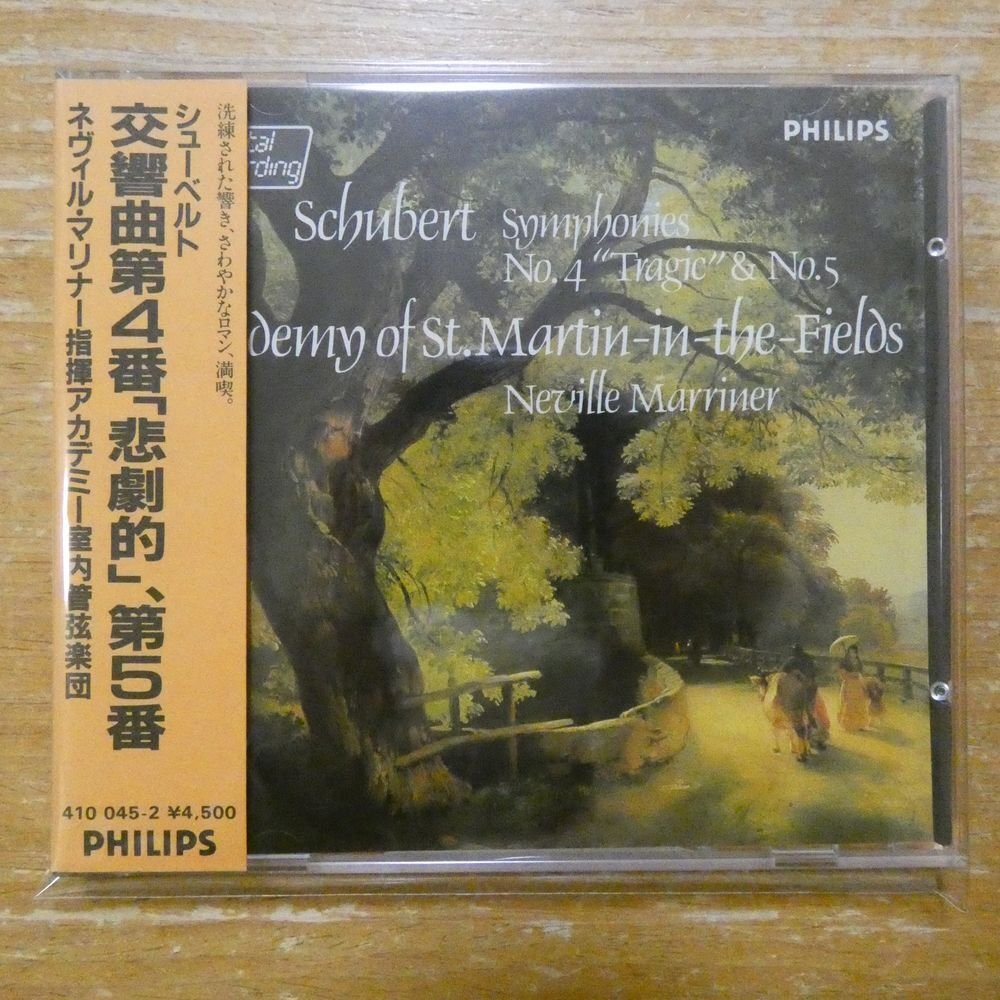 洗練された響き、さわやかなロマン、満喫。
シューベルト
交響曲第4番「悲劇的」、第5番
ネヴィル・マリナー指揮アカデミー室内管弦楽団
410 045-2 ¥4,500
PHILIPS
tal
rding
PHILIPS
Schubert Symphonies
No. 4 “Tragic” & No.5
demy of St. Martin-in-the-Fields
Neville Marriner